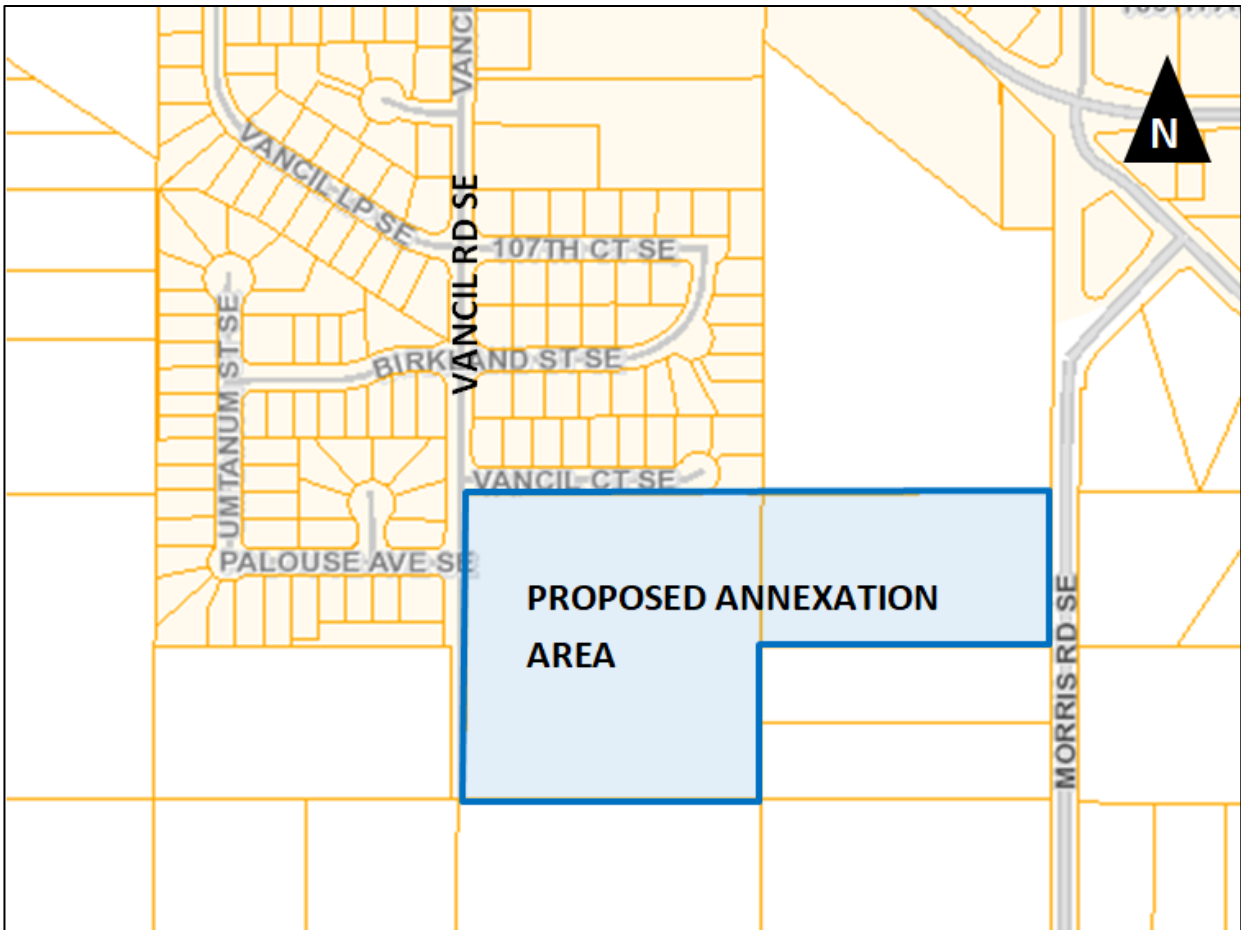 VANCI
N
VANCIL LP SE
VANCIL RD SE
107TH CT SE
UMTANUM ST SE
BIRKLAND ST SE
VANCIL CT SE
PALOUSE AVE SE
PROPOSED ANNEXATION
AREA
MORRIS RD SE